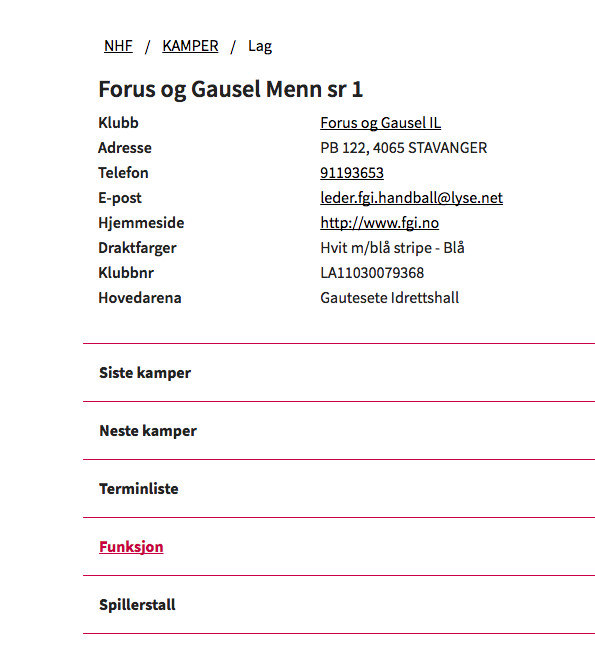 NHF / KAMPER / Lag
Forus og Gausel Menn sr 1
Klubb Forus og Gausel IL
Adresse PB 122, 4065 STAVANGER
Telefon 91193653
E-post leder.fgi.handball@lyse.net
Hjemmeside http://www.fgi.no
Draktfarger Hvit m/blå stripe - Blå
Klubbnr LA11030079368
Hovedarena Gautesete Idrettshall
Siste kamper
Neste kamper
Terminliste
Funksjon
Spillerstall